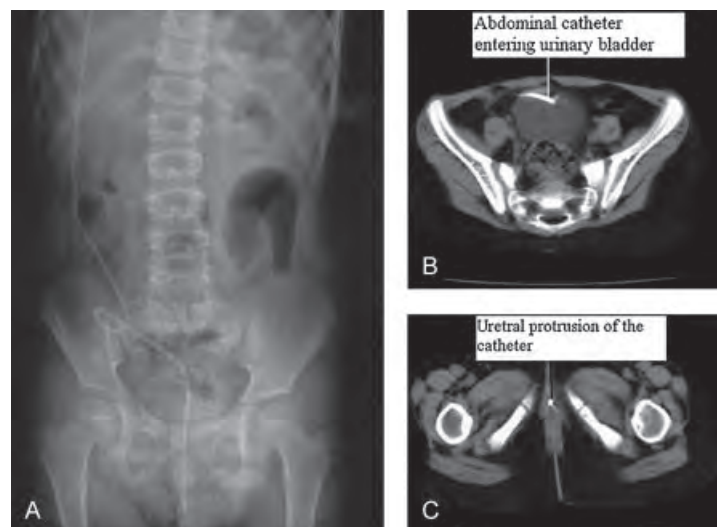 Abdominal catheter
entering urinary bladder
B
Uretral protrusion of the
catheter
A
C